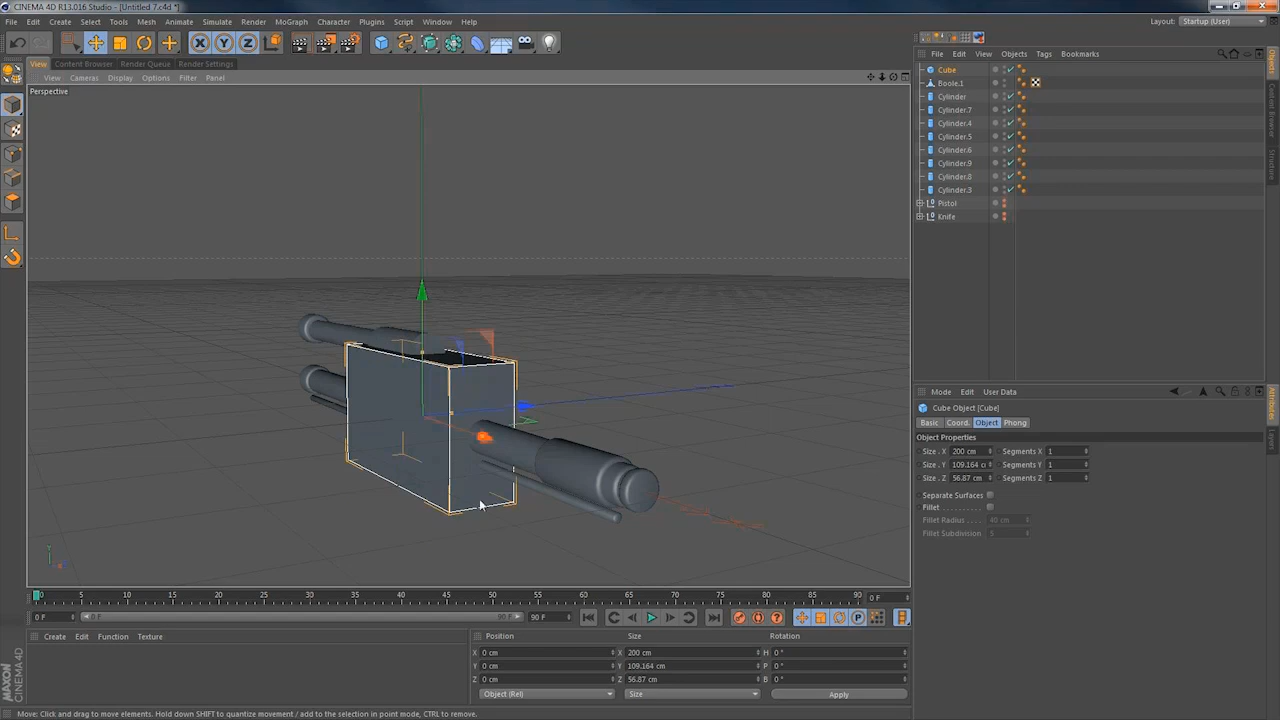 CINEMA 4D R13.016 Studio - [Untitled 7.c4d *]
File Edit Create Select Tools Mesh Animate Simulate Render MoGraph Character Plugins Script Window Help
Layout: Startup (User)
View Content Browser Render Queue Render Settings
View Cameras Display Options Filter Panel
Perspective
File Edit View Objects Tags Bookmarks
Cube
Boole.1
Cylinder
Cylinder.7
Cylinder.4
Cylinder.5
Cylinder.6
Cylinder.9
Cylinder.8
Cylinder.3
Pistol
Knife
Objects
Content Browser
Structure
Mode Edit User Data
Cube Object [Cube]
Basic Coord. Object Phong
Object Properties
Size . X 200 cm Segments X 1
Size . Y 109.164 c Segments Y 1
Size . Z 56.87 cm Segments Z 1
Separate Surfaces
Fillet
Fillet Radius . . . . 40 cm
Fillet Subdivision 5
Attributes
Layers
0 5 10 15 20 25 30 35 40 45 50 55 60 65 70 75 80 85 90
0 F
0 F 0 F 90 F 90 F
Create Edit Function Texture
Position Size Rotation
X 0 cm X 200 cm H 0 °
Y 0 cm Y 109.164 cm P 0 °
Z 0 cm Z 56.87 cm B 0 °
Object (Rel) Size Apply
MAXON CINEMA 4D
Move: Click and drag to move elements. Hold down SHIFT to quantize movement / add to the selection in point mode, CTRL to remove.